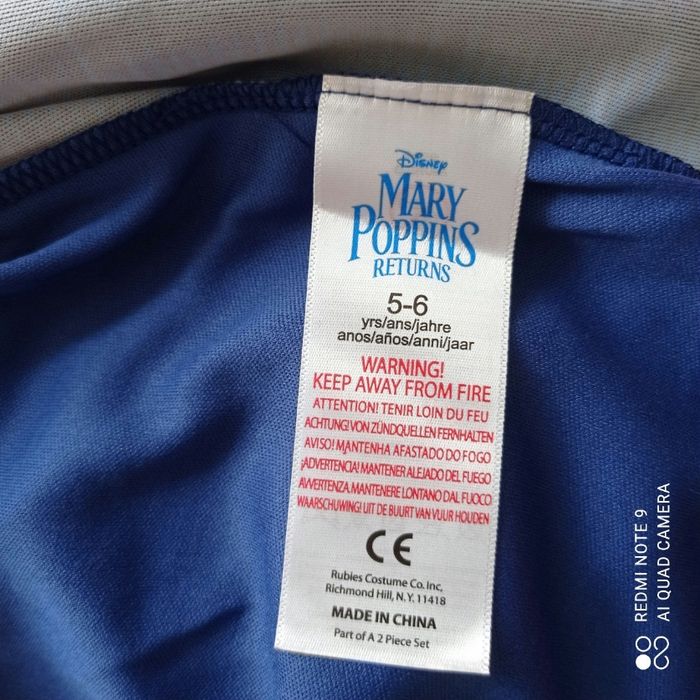 Disney
MARY
POPPINS
RETURNS
5-6
yrs/ans/jahre
anos/años/anni/jaar
WARNING!
KEEP AWAY FROM FIRE
ATTENTION! TENIR LOIN DU FEU
ACHTUNG! VON ZÜNDQUELLEN FERNHALTEN
AVISO! MANTENHA AFASTADO DO FOGO
¡ADVERTENCIA! MANTENER ALEJADO DEL FUEGO
AVVERTENZA MANTENERE LONTANO DAL FUOCO
WAARSCHUWING! UIT DE BUURT VAN VUUR HOUDEN
CE
Rubies Costume Co. Inc,
Richmond Hill, N.Y. 11418
MADE IN CHINA
Part of A 2 Piece Set
REDMI NOTE 9
AI QUAD CAMERA